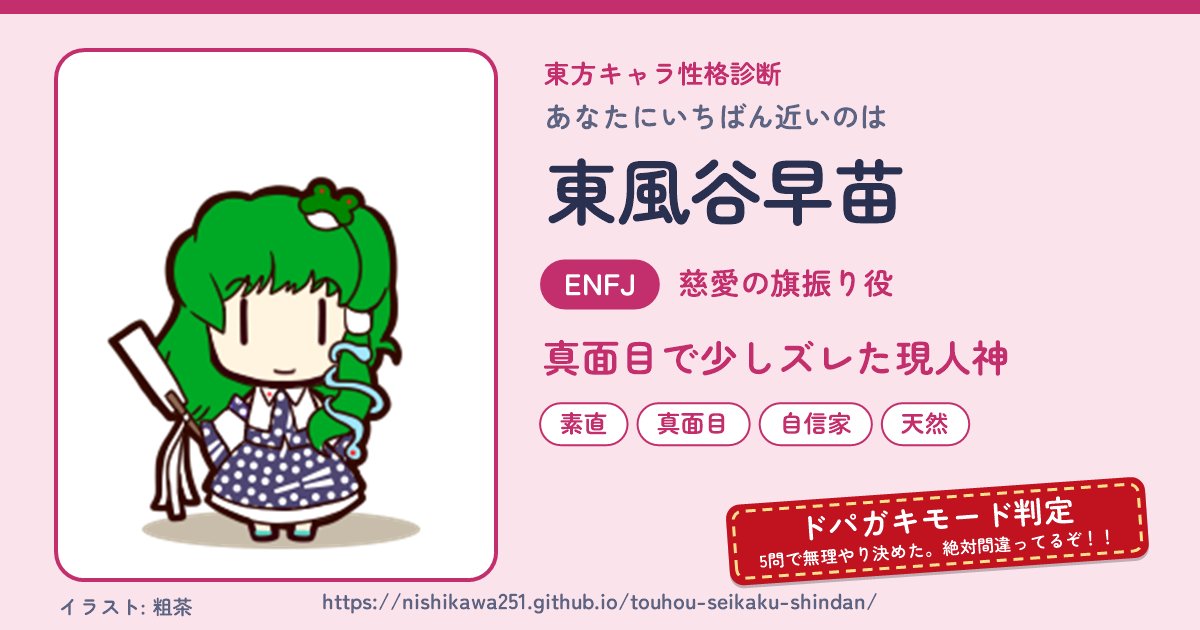 東方キャラ性格診断
あなたにいちばん近いのは
東風谷早苗
ENFJ 慈愛の旗振り役
真面目で少しズレた現人神
素直 真面目 自信家 天然
ドパガキモード判定
5問で無理やり決めた。絶対間違ってるぞ！！
イラスト: 粗茶
https://nishikawa251.github.io/touhou-seikaku-shindan/